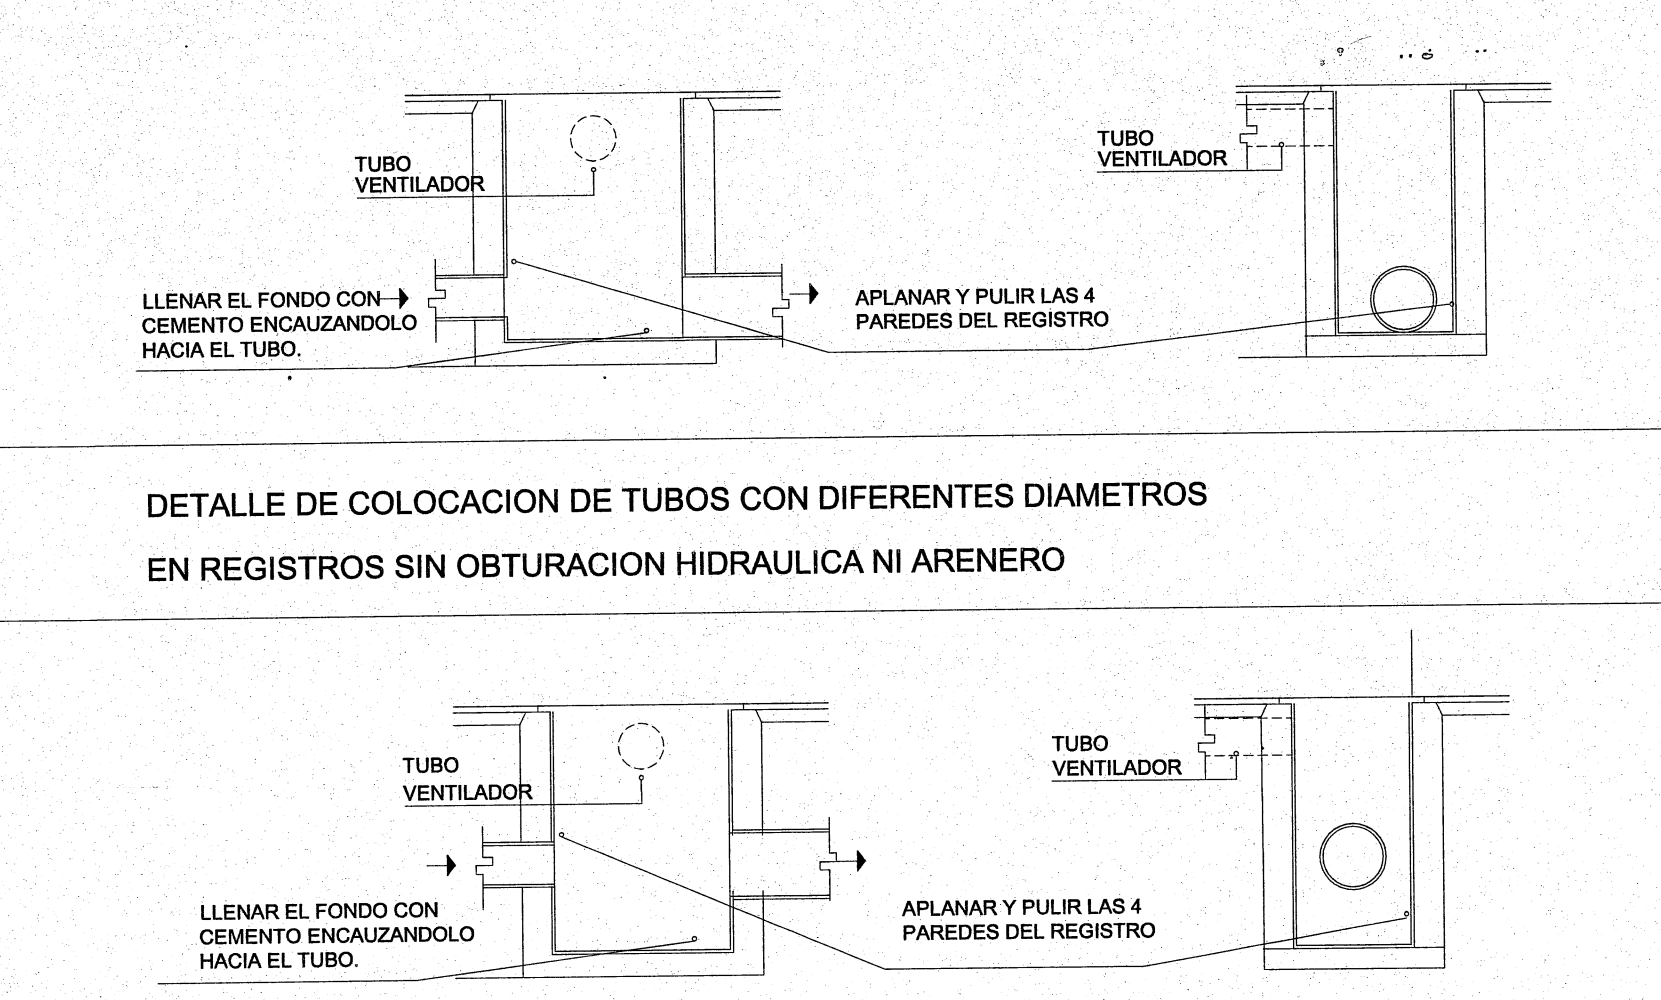 TUBO
VENTILADOR
TUBO
VENTILADOR
LLENAR EL FONDO CON
CEMENTO ENCAUZANDOLO
HACIA EL TUBO.
APLANAR Y PULIR LAS 4
PAREDES DEL REGISTRO
DETALLE DE COLOCACION DE TUBOS CON DIFERENTES DIAMETROS
EN REGISTROS SIN OBTURACION HIDRAULICA NI ARENERO
TUBO
VENTILADOR
TUBO
VENTILADOR
LLENAR EL FONDO CON
CEMENTO ENCAUZANDOLO
HACIA EL TUBO.
APLANAR Y PULIR LAS 4
PAREDES DEL REGISTRO